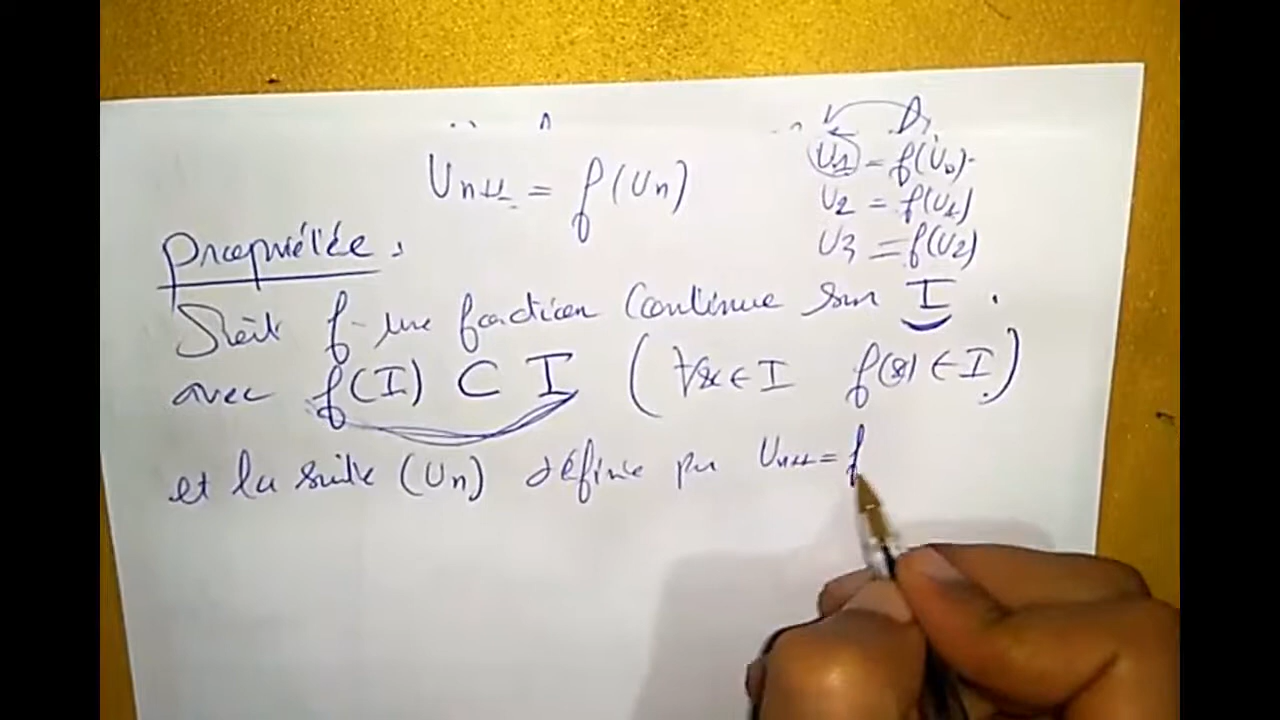 Un+1 = f(Un)
U1 = f(U0)
U2 = f(U1)
U3 = f(U2)
Propriétée :
Soit f une fonction continue sur I .
avec f(I) ⊂ I ( ∀x ∈ I f(x) ∈ I )
et la suite (Un) définie par Un+1 = f